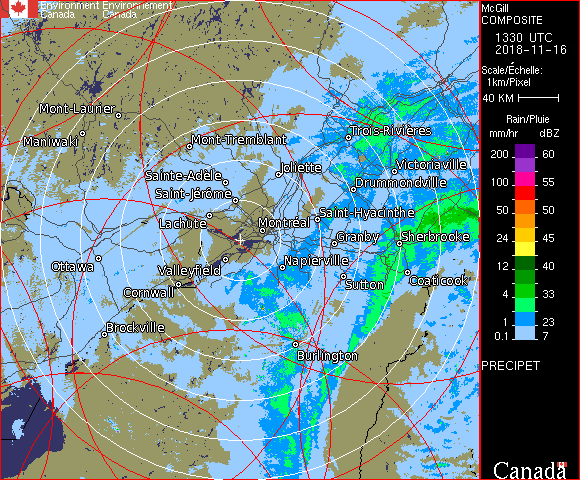 Environment Environnement
Canada Canada
Mont-Laurier
Maniwaki
Mont-Tremblant
Trois-Rivières
Joliette
Victoriaville
Sainte-Adèle
Drummondville
Saint-Jérôme
Lachute
Montréal
Saint-Hyacinthe
Granby
Sherbrooke
Ottawa
Valleyfield
Napierville
Cornwall
Sutton
Coaticook
Brockville
Burlington
McGill
COMPOSITE
1330 UTC
2018-11-16
Scale/Échelle:
1km/Pixel
40 KM
Rain/Pluie
mm/hr dBZ
200 60
100 55
50 50
24 45
12 40
4 33
1 23
0.1 7
PRECIPET
Canada